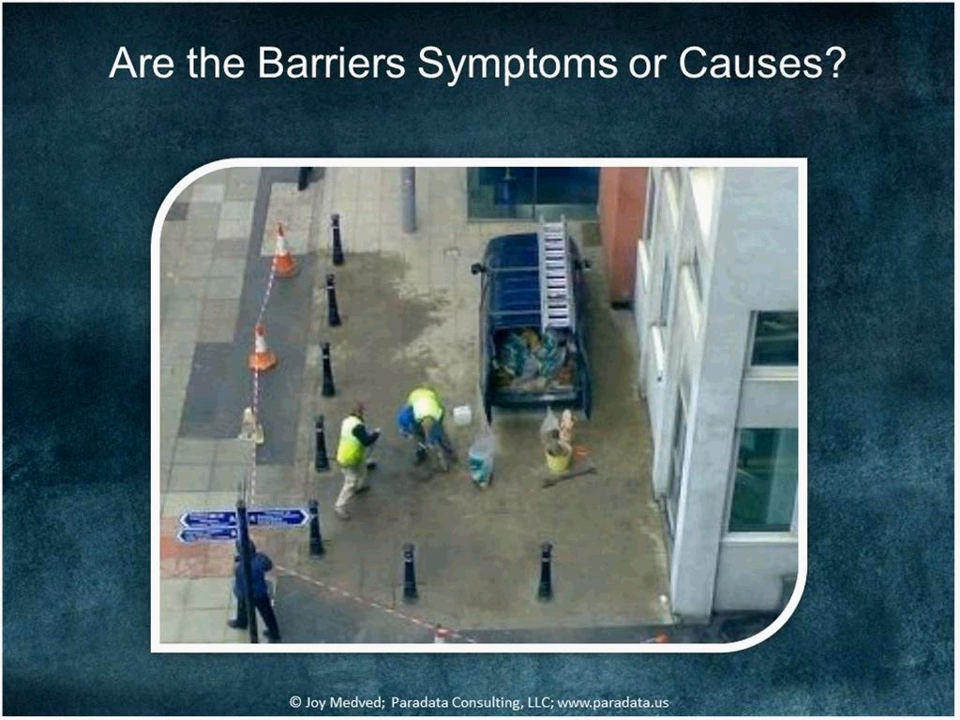 Are the Barriers Symptoms or Causes?
© Joy Medved; Paradata Consulting, LLC; www.paradata.us